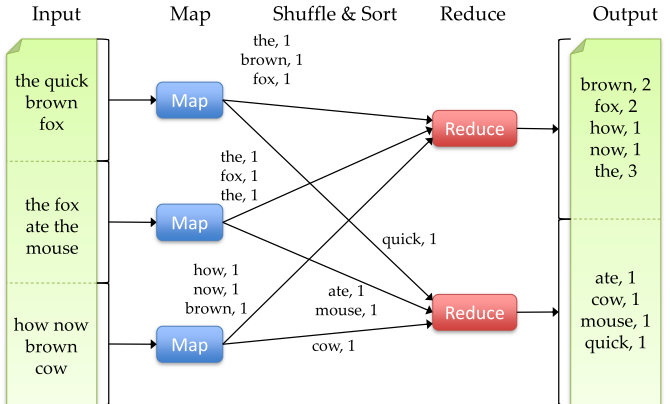 Input
Map
Shuffle & Sort
Reduce
Output
the quick
brown
fox
the fox
ate the
mouse
how now
brown
cow
Map
Map
Map
the, 1
brown, 1
fox, 1
the, 1
fox, 1
the, 1
how, 1
now, 1
brown, 1
quick, 1
ate, 1
mouse, 1
cow, 1
Reduce
Reduce
brown, 2
fox, 2
how, 1
now, 1
the, 3
ate, 1
cow, 1
mouse, 1
quick, 1